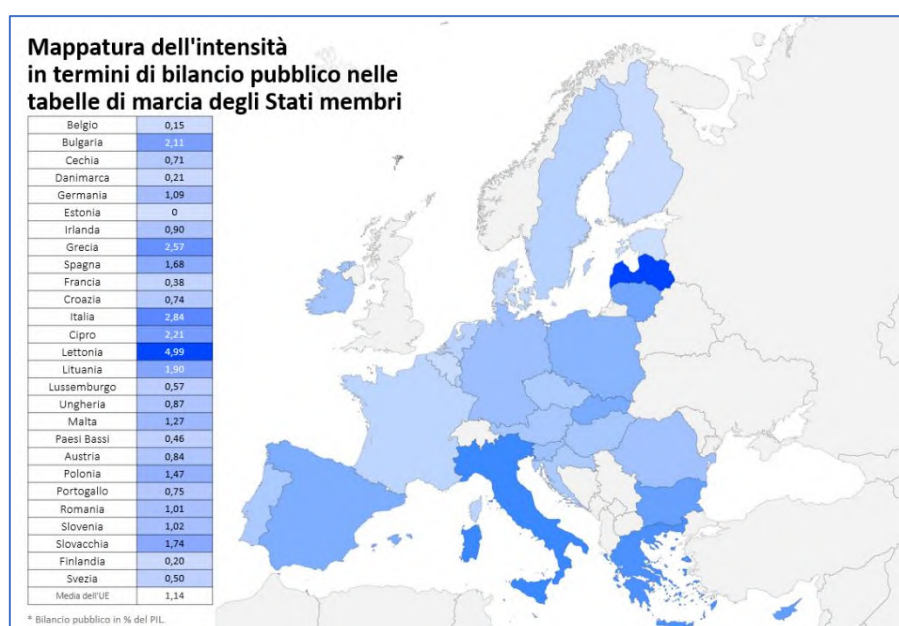 Mappatura dell'intensità
in termini di bilancio pubblico nelle
tabelle di marcia degli Stati membri
Belgio 0,15
Bulgaria 2,11
Cechia 0,71
Danimarca 0,21
Germania 1,09
Estonia 0
Irlanda 0,90
Grecia 2,57
Spagna 1,68
Francia 0,38
Croazia 0,74
Italia 2,84
Cipro 2,21
Lettonia 4,99
Lituania 1,90
Lussemburgo 0,57
Ungheria 0,87
Malta 1,27
Paesi Bassi 0,46
Austria 0,84
Polonia 1,47
Portogallo 0,75
Romania 1,01
Slovenia 1,02
Slovacchia 1,74
Finlandia 0,20
Svezia 0,50
Media dell'UE 1,14
* Bilancio pubblico in % del PIL.